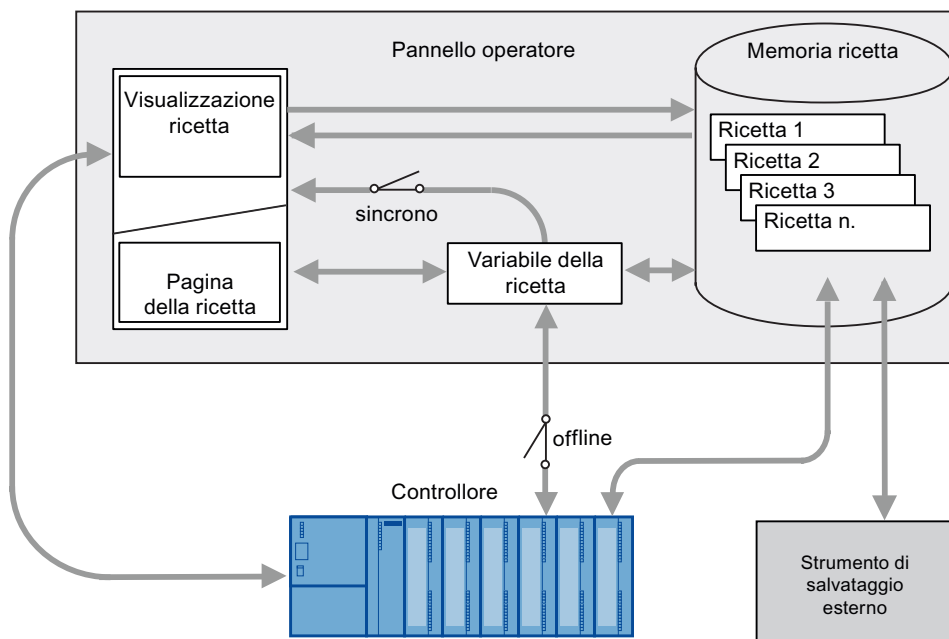 Pannello operatore
Memoria ricetta
Visualizzazione
ricetta
Ricetta 1
Ricetta 2
Ricetta 3
Ricetta n.
sincrono
Variabile della
ricetta
Pagina
della ricetta
offline
Controllore
Strumento di
salvataggio
esterno